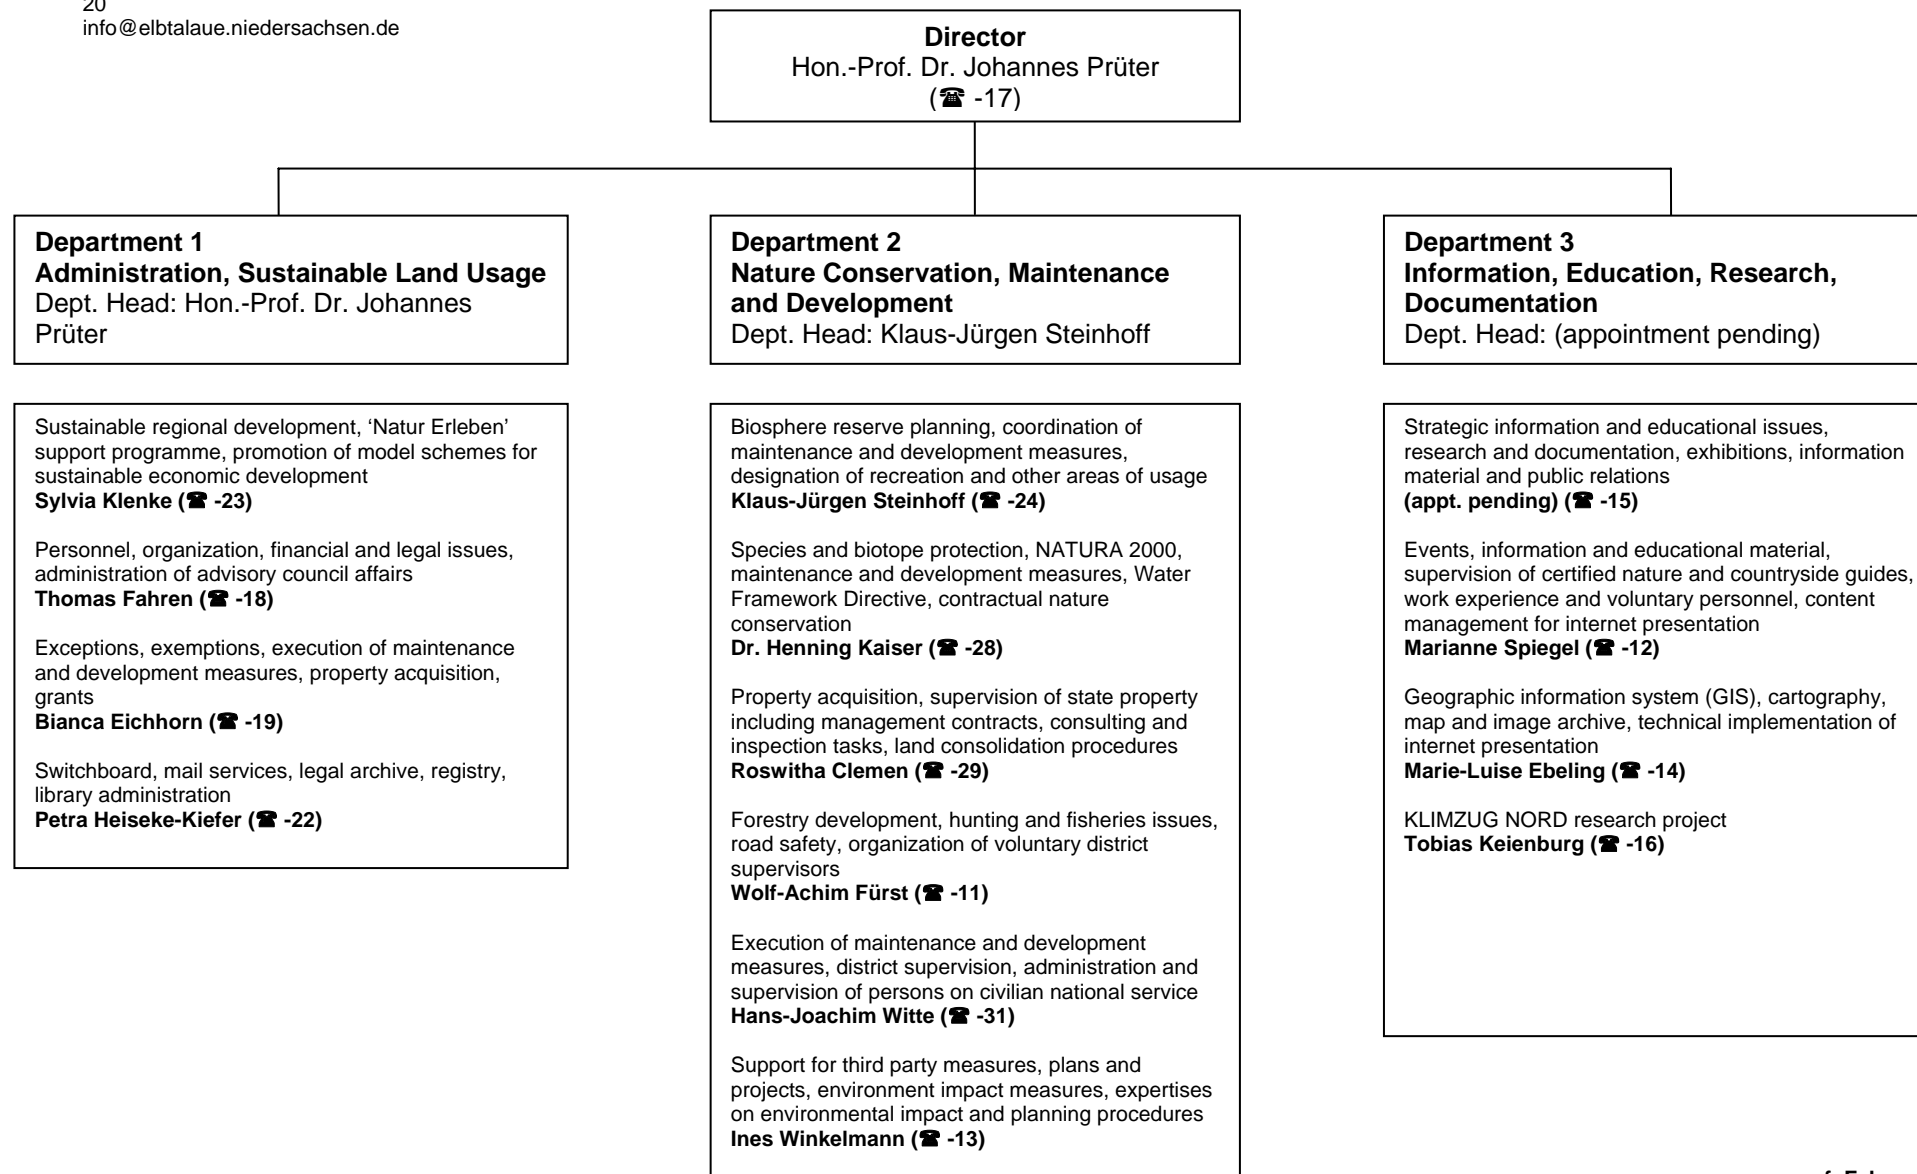 20
info@elbtalaue.niedersachsen.de
Director
Hon.-Prof. Dr. Johannes Prüter
(☎ -17)
Department 1
Administration, Sustainable Land Usage
Dept. Head: Hon.-Prof. Dr. Johannes
Prüter
Department 2
Nature Conservation, Maintenance
and Development
Dept. Head: Klaus-Jürgen Steinhoff
Department 3
Information, Education, Research,
Documentation
Dept. Head: (appointment pending)
Sustainable regional development, ‘Natur Erleben’
support programme, promotion of model schemes for
sustainable economic development
Sylvia Klenke (☎ -23)
Personnel, organization, financial and legal issues,
administration of advisory council affairs
Thomas Fahren (☎ -18)
Exceptions, exemptions, execution of maintenance
and development measures, property acquisition,
grants
Bianca Eichhorn (☎ -19)
Switchboard, mail services, legal archive, registry,
library administration
Petra Heiseke-Kiefer (☎ -22)
Biosphere reserve planning, coordination of
maintenance and development measures,
designation of recreation and other areas of usage
Klaus-Jürgen Steinhoff (☎ -24)
Species and biotope protection, NATURA 2000,
maintenance and development measures, Water
Framework Directive, contractual nature
conservation
Dr. Henning Kaiser (☎ -28)
Property acquisition, supervision of state property
including management contracts, consulting and
inspection tasks, land consolidation procedures
Roswitha Clemen (☎ -29)
Forestry development, hunting and fisheries issues,
road safety, organization of voluntary district
supervisors
Wolf-Achim Fürst (☎ -11)
Execution of maintenance and development
measures, district supervision, administration and
supervision of persons on civilian national service
Hans-Joachim Witte (☎ -31)
Support for third party measures, plans and
projects, environment impact measures, expertises
on environmental impact and planning procedures
Ines Winkelmann (☎ -13)
Strategic information and educational issues,
research and documentation, exhibitions, information
material and public relations
(appt. pending) (☎ -15)
Events, information and educational material,
supervision of certified nature and countryside guides,
work experience and voluntary personnel, content
management for internet presentation
Marianne Spiegel (☎ -12)
Geographic information system (GIS), cartography,
map and image archive, technical implementation of
internet presentation
Marie-Luise Ebeling (☎ -14)
KLIMZUG NORD research project
Tobias Keienburg (☎ -16)